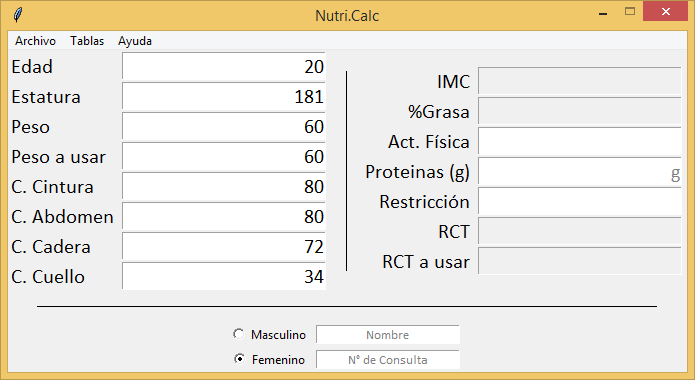 Nutri.Calc
Archivo Tablas Ayuda
Edad 20
Estatura 181
Peso 60
Peso a usar 60
C. Cintura 80
C. Abdomen 80
C. Cadera 72
C. Cuello 34
IMC
%Grasa
Act. Física
Proteinas (g) g
Restricción
RCT
RCT a usar
Masculino Nombre
Femenino N° de Consulta